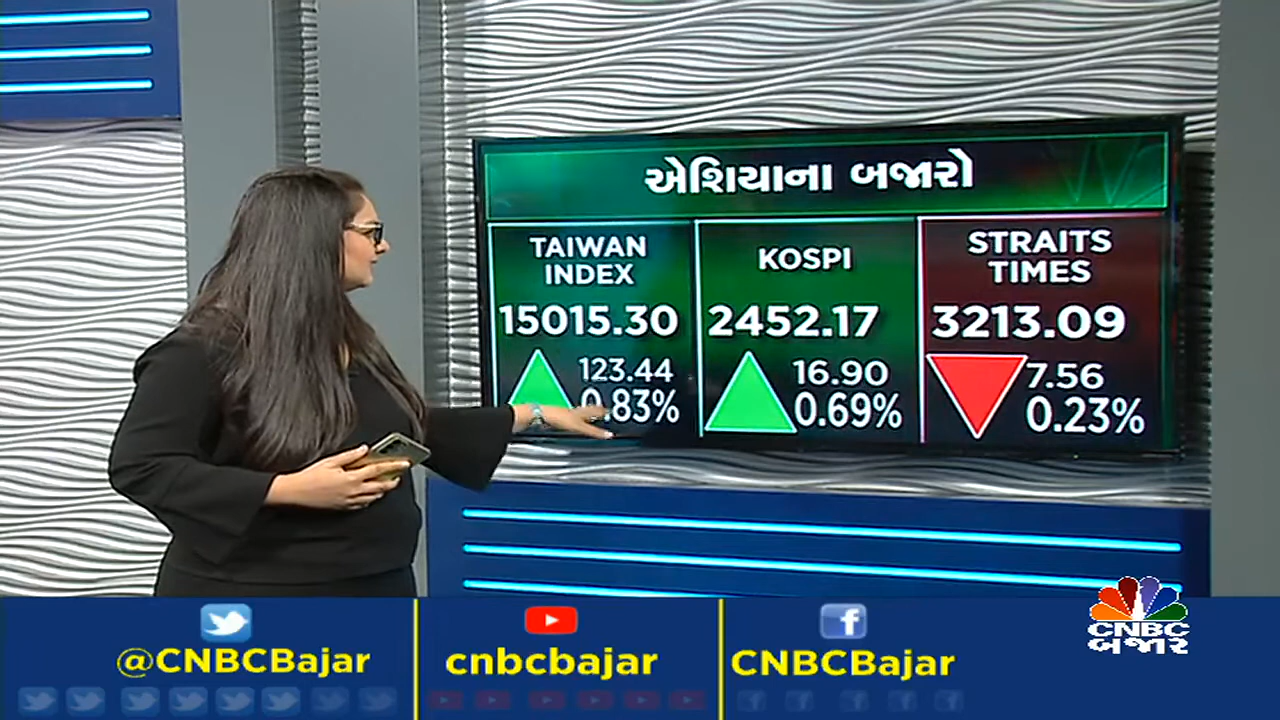 એશિયાના બજારો
TAIWAN
INDEX
15015.30
123.44
0.83%
KOSPI
2452.17
16.90
0.69%
STRAITS
TIMES
3213.09
7.56
0.23%
@CNBCBajar
cnbcbajar
CNBCBajar
CNBC
બજાર